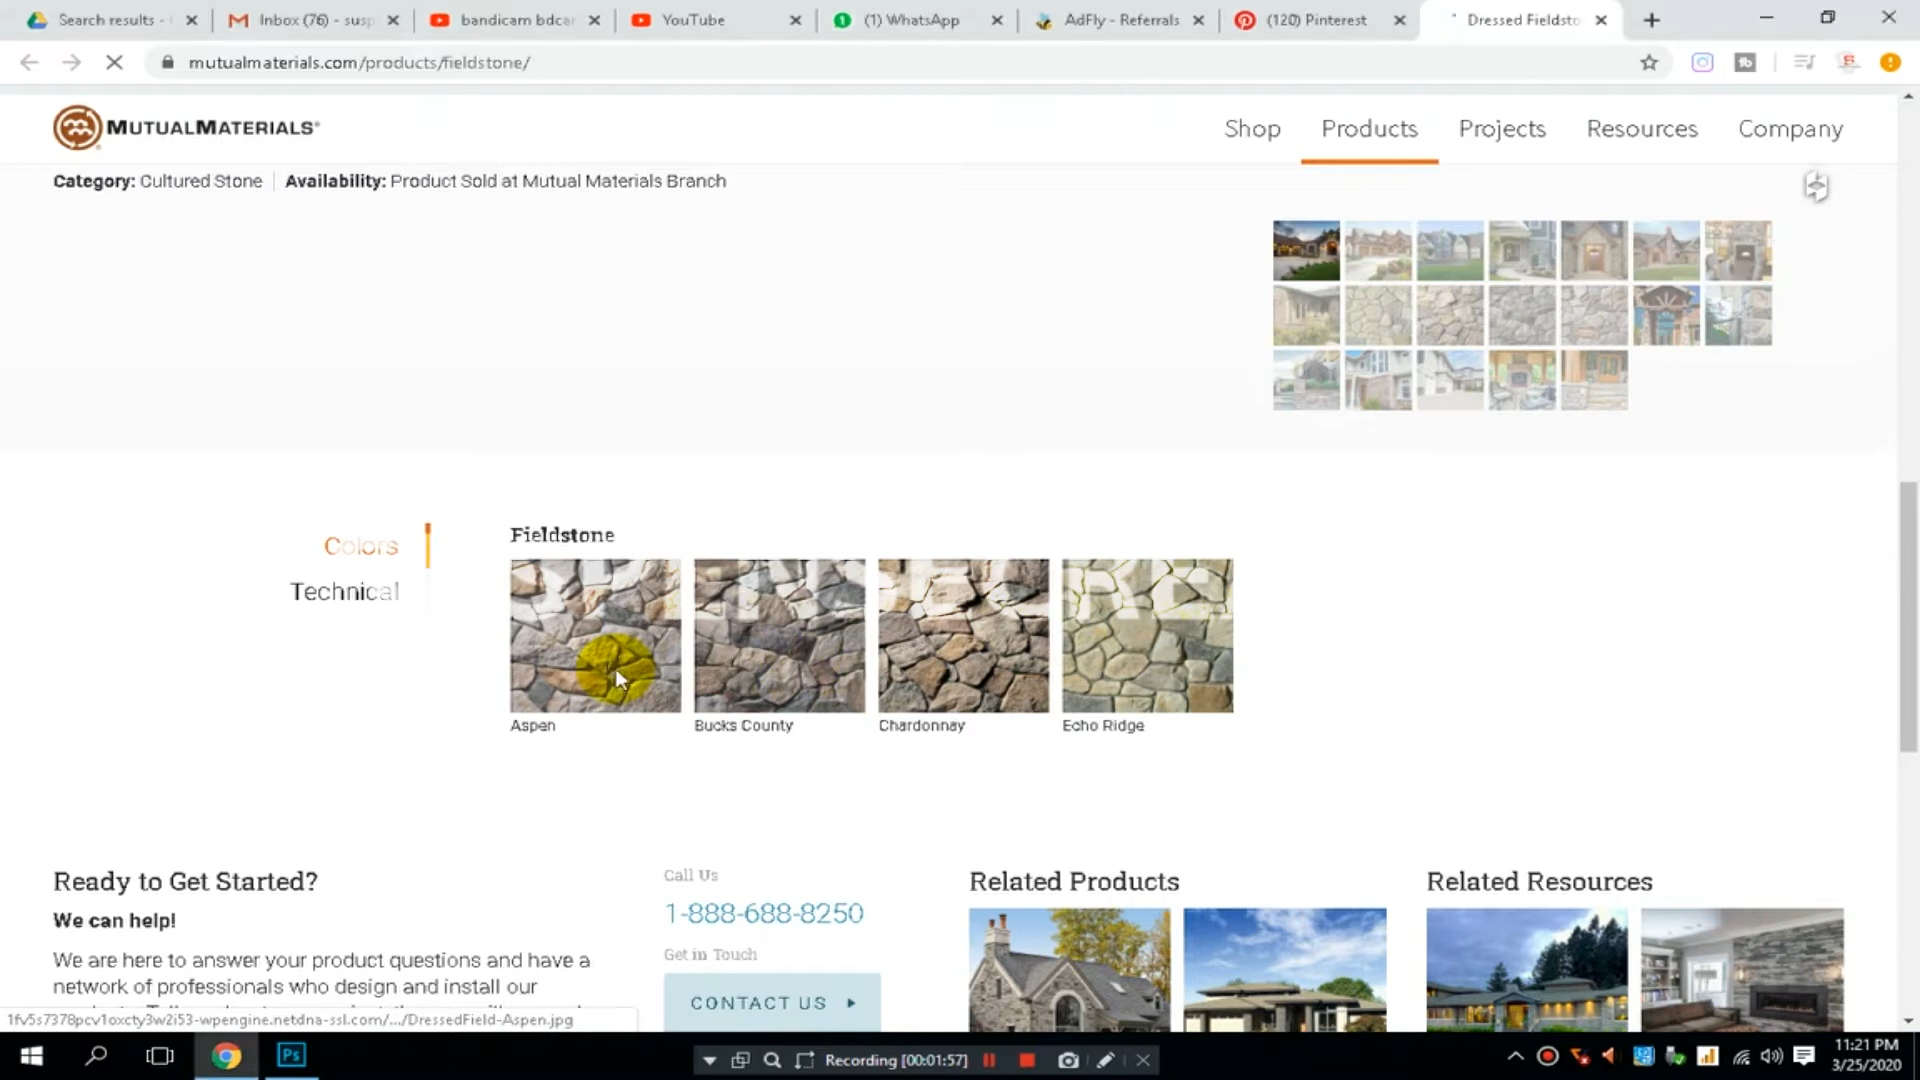 Search results -
Inbox (76) - susp
bandicam bdcar
YouTube
(1) WhatsApp
AdFly - Referrals
(120) Pinterest
Dressed Fieldsto
mutualmaterials.com/products/fieldstone/
MUTUALMATERIALS
Shop
Products
Projects
Resources
Company
Category: Cultured Stone
Availability: Product Sold at Mutual Materials Branch
Colors
Technical
Fieldstone
Aspen
Bucks County
Chardonnay
Echo Ridge
Ready to Get Started?
We can help!
We are here to answer your product questions and have a
network of professionals who design and install our
Call Us
1-888-688-8250
Get in Touch
CONTACT US
Related Products
Related Resources
1fv5s7378pcv1oxcty3w2i53-wpengine.netdna-ssl.com/.../DressedField-Aspen.jpg
Ps
Recording [00:01:57]
11:21 PM
3/25/2020